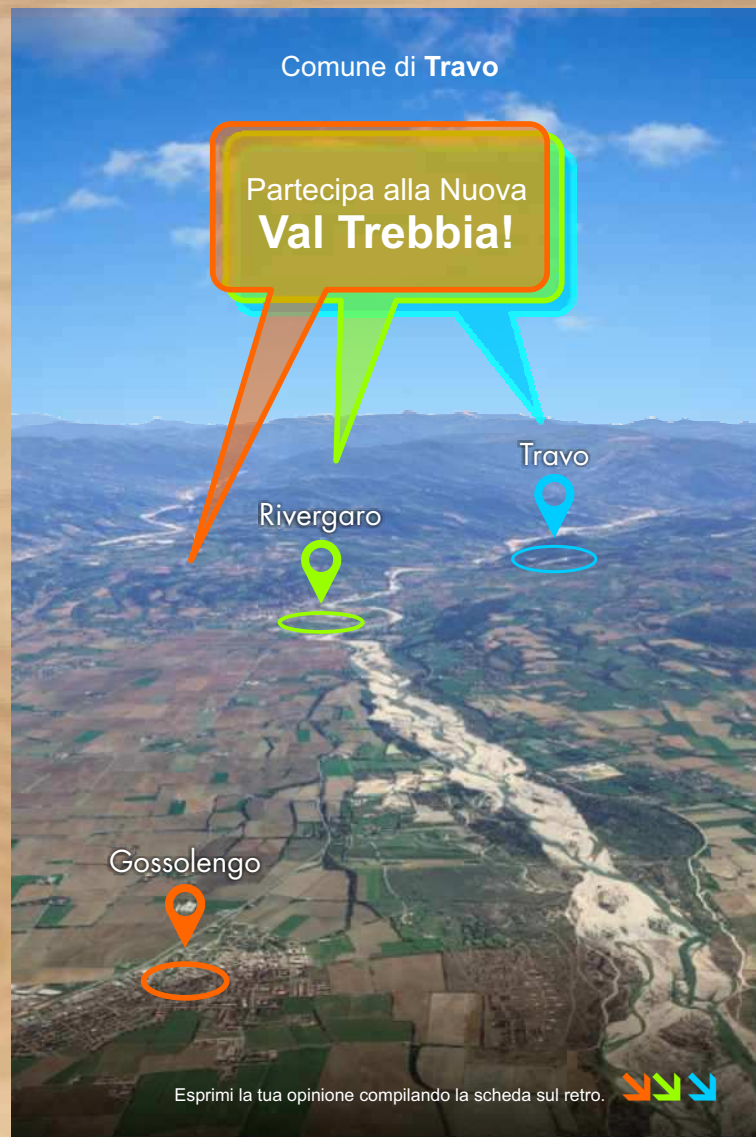 Comune di Travo
Partecipa alla Nuova
Val Trebbia!
Travo
Rivergaro
Gossolengo
Esprimi la tua opinione compilando la scheda sul retro.